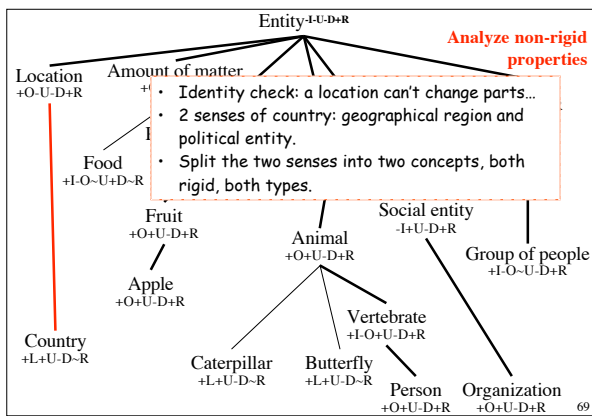 Entity-I-U-D+R
Analyze non-rigid
properties
Location
+O-U-D+R
Amount of matter
• Identity check: a location can't change parts…
• 2 senses of country: geographical region and
political entity.
• Split the two senses into two concepts, both
rigid, both types.
Food
+I-O~U+D~R
Fruit
+O+U-D+R
Social entity
-I+U-D+R
Animal
+O+U-D+R
Group of people
+I-O~U-D+R
Apple
+O+U-D+R
Vertebrate
+I-O+U-D+R
Country
+L+U-D~R
Caterpillar
+L+U-D~R
Butterfly
+L+U-D~R
Person
+O+U-D+R
Organization
+O+U-D+R
69